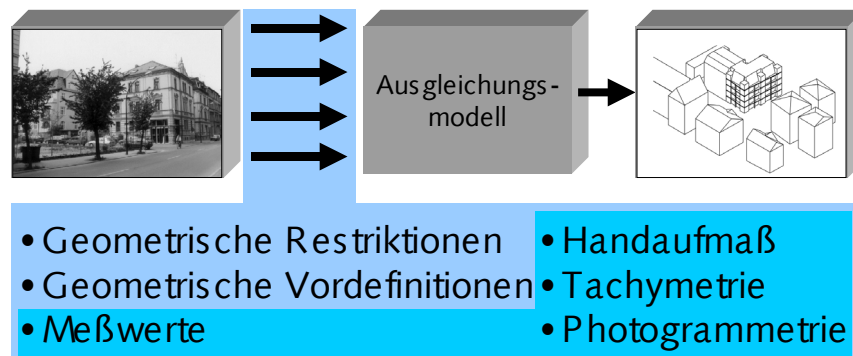 Ausgleichungs-
modell
• Geometrische Restriktionen
• Geometrische Vordefinitionen
• Meßwerte
• Handaufmaß
• Tachymetrie
• Photogrammetrie